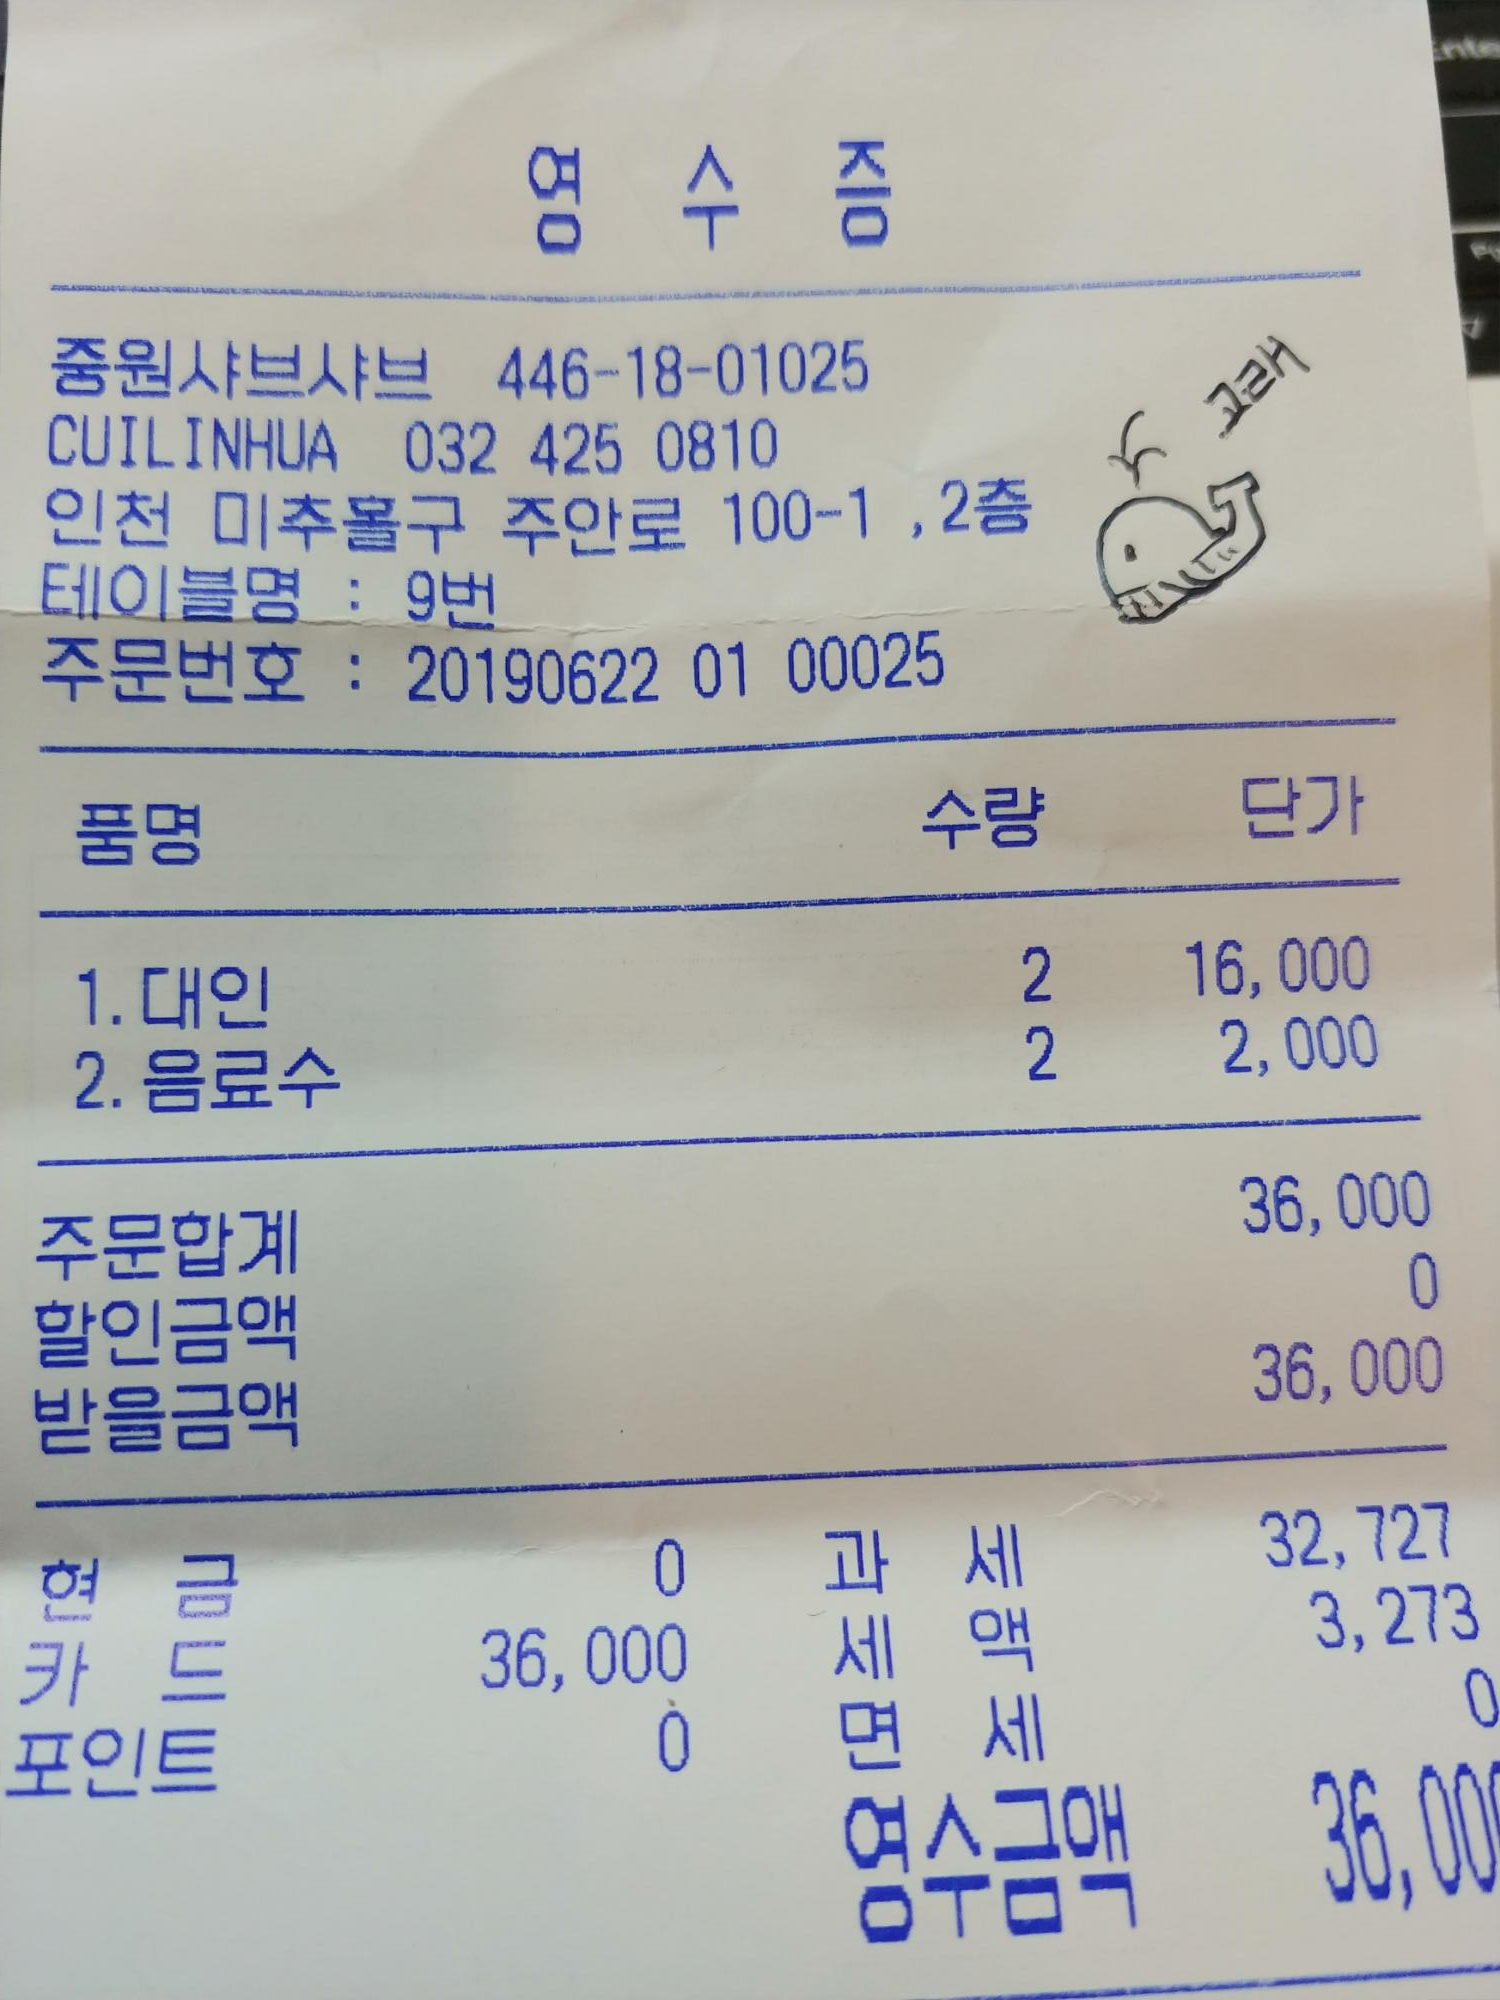 영 수 증
중원샤브샤브 446-18-01025
CUILINHUA 032 425 0810
고래
인천 미추홀구 주안로 100-1 ,2층
테이블명 : 9번
주문번호 : 20190622 01 00025
품명 수량 단가
1. 대인 2 16,000
2. 음료수 2 2,000
주문합계 36,000
할인금액 0
받을금액 36,000
현 금 0 과 세 32,727
카 드 36,000 세 액 3,273
포인트 0 면 세 0
영수금액 36,000